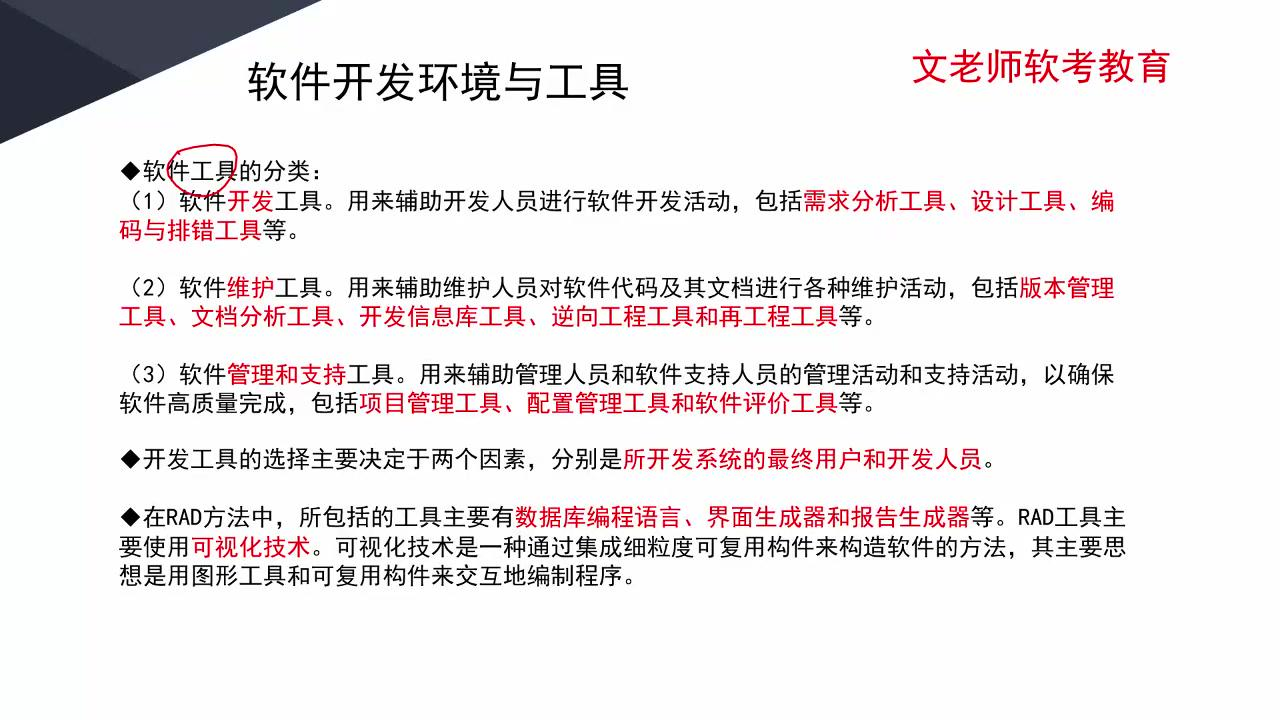 软件开发环境与工具
文老师软考教育
◆软件工具的分类：
（1）软件开发工具。用来辅助开发人员进行软件开发活动，包括需求分析工具、设计工具、编
码与排错工具等。
（2）软件维护工具。用来辅助维护人员对软件代码及其文档进行各种维护活动，包括版本管理
工具、文档分析工具、开发信息库工具、逆向工程工具和再工程工具等。
（3）软件管理和支持工具。用来辅助管理人员和软件支持人员的管理活动和支持活动，以确保
软件高质量完成，包括项目管理工具、配置管理工具和软件评价工具等。
◆开发工具的选择主要决定于两个因素，分别是所开发系统的最终用户和开发人员。
◆在RAD方法中，所包括的工具主要有数据库编程语言、界面生成器和报告生成器等。RAD工具主
要使用可视化技术。可视化技术是一种通过集成细粒度可复用构件来构造软件的方法，其主要思
想是用图形工具和可复用构件来交互地编制程序。